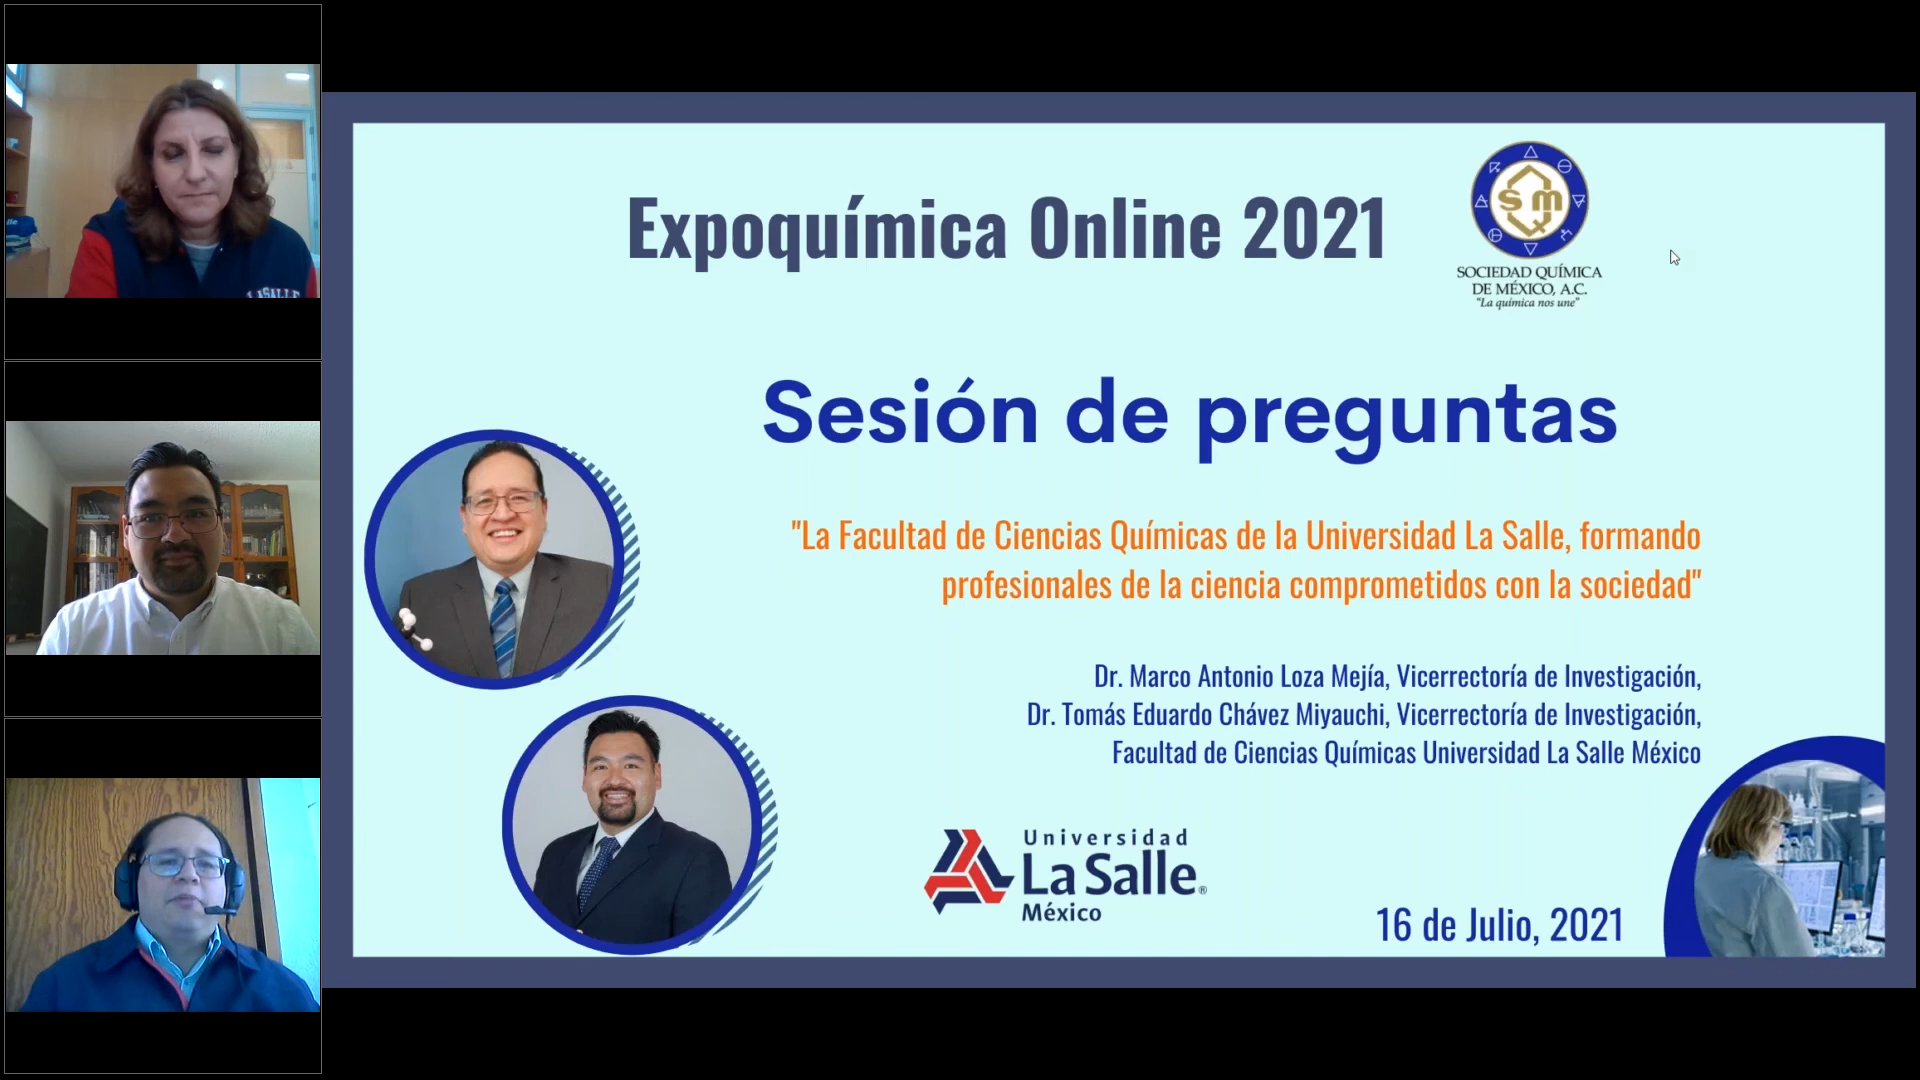 LASALLE
Expoquímica Online 2021
SMQ
SOCIEDAD QUÍMICA
DE MÉXICO, A.C.
"La química nos une"
Sesión de preguntas
"La Facultad de Ciencias Químicas de la Universidad La Salle, formando
profesionales de la ciencia comprometidos con la sociedad"
Dr. Marco Antonio Loza Mejía, Vicerrectoría de Investigación,
Dr. Tomás Eduardo Chávez Miyauchi, Vicerrectoría de Investigación,
Facultad de Ciencias Químicas Universidad La Salle México
Universidad
La Salle®
México
16 de Julio, 2021